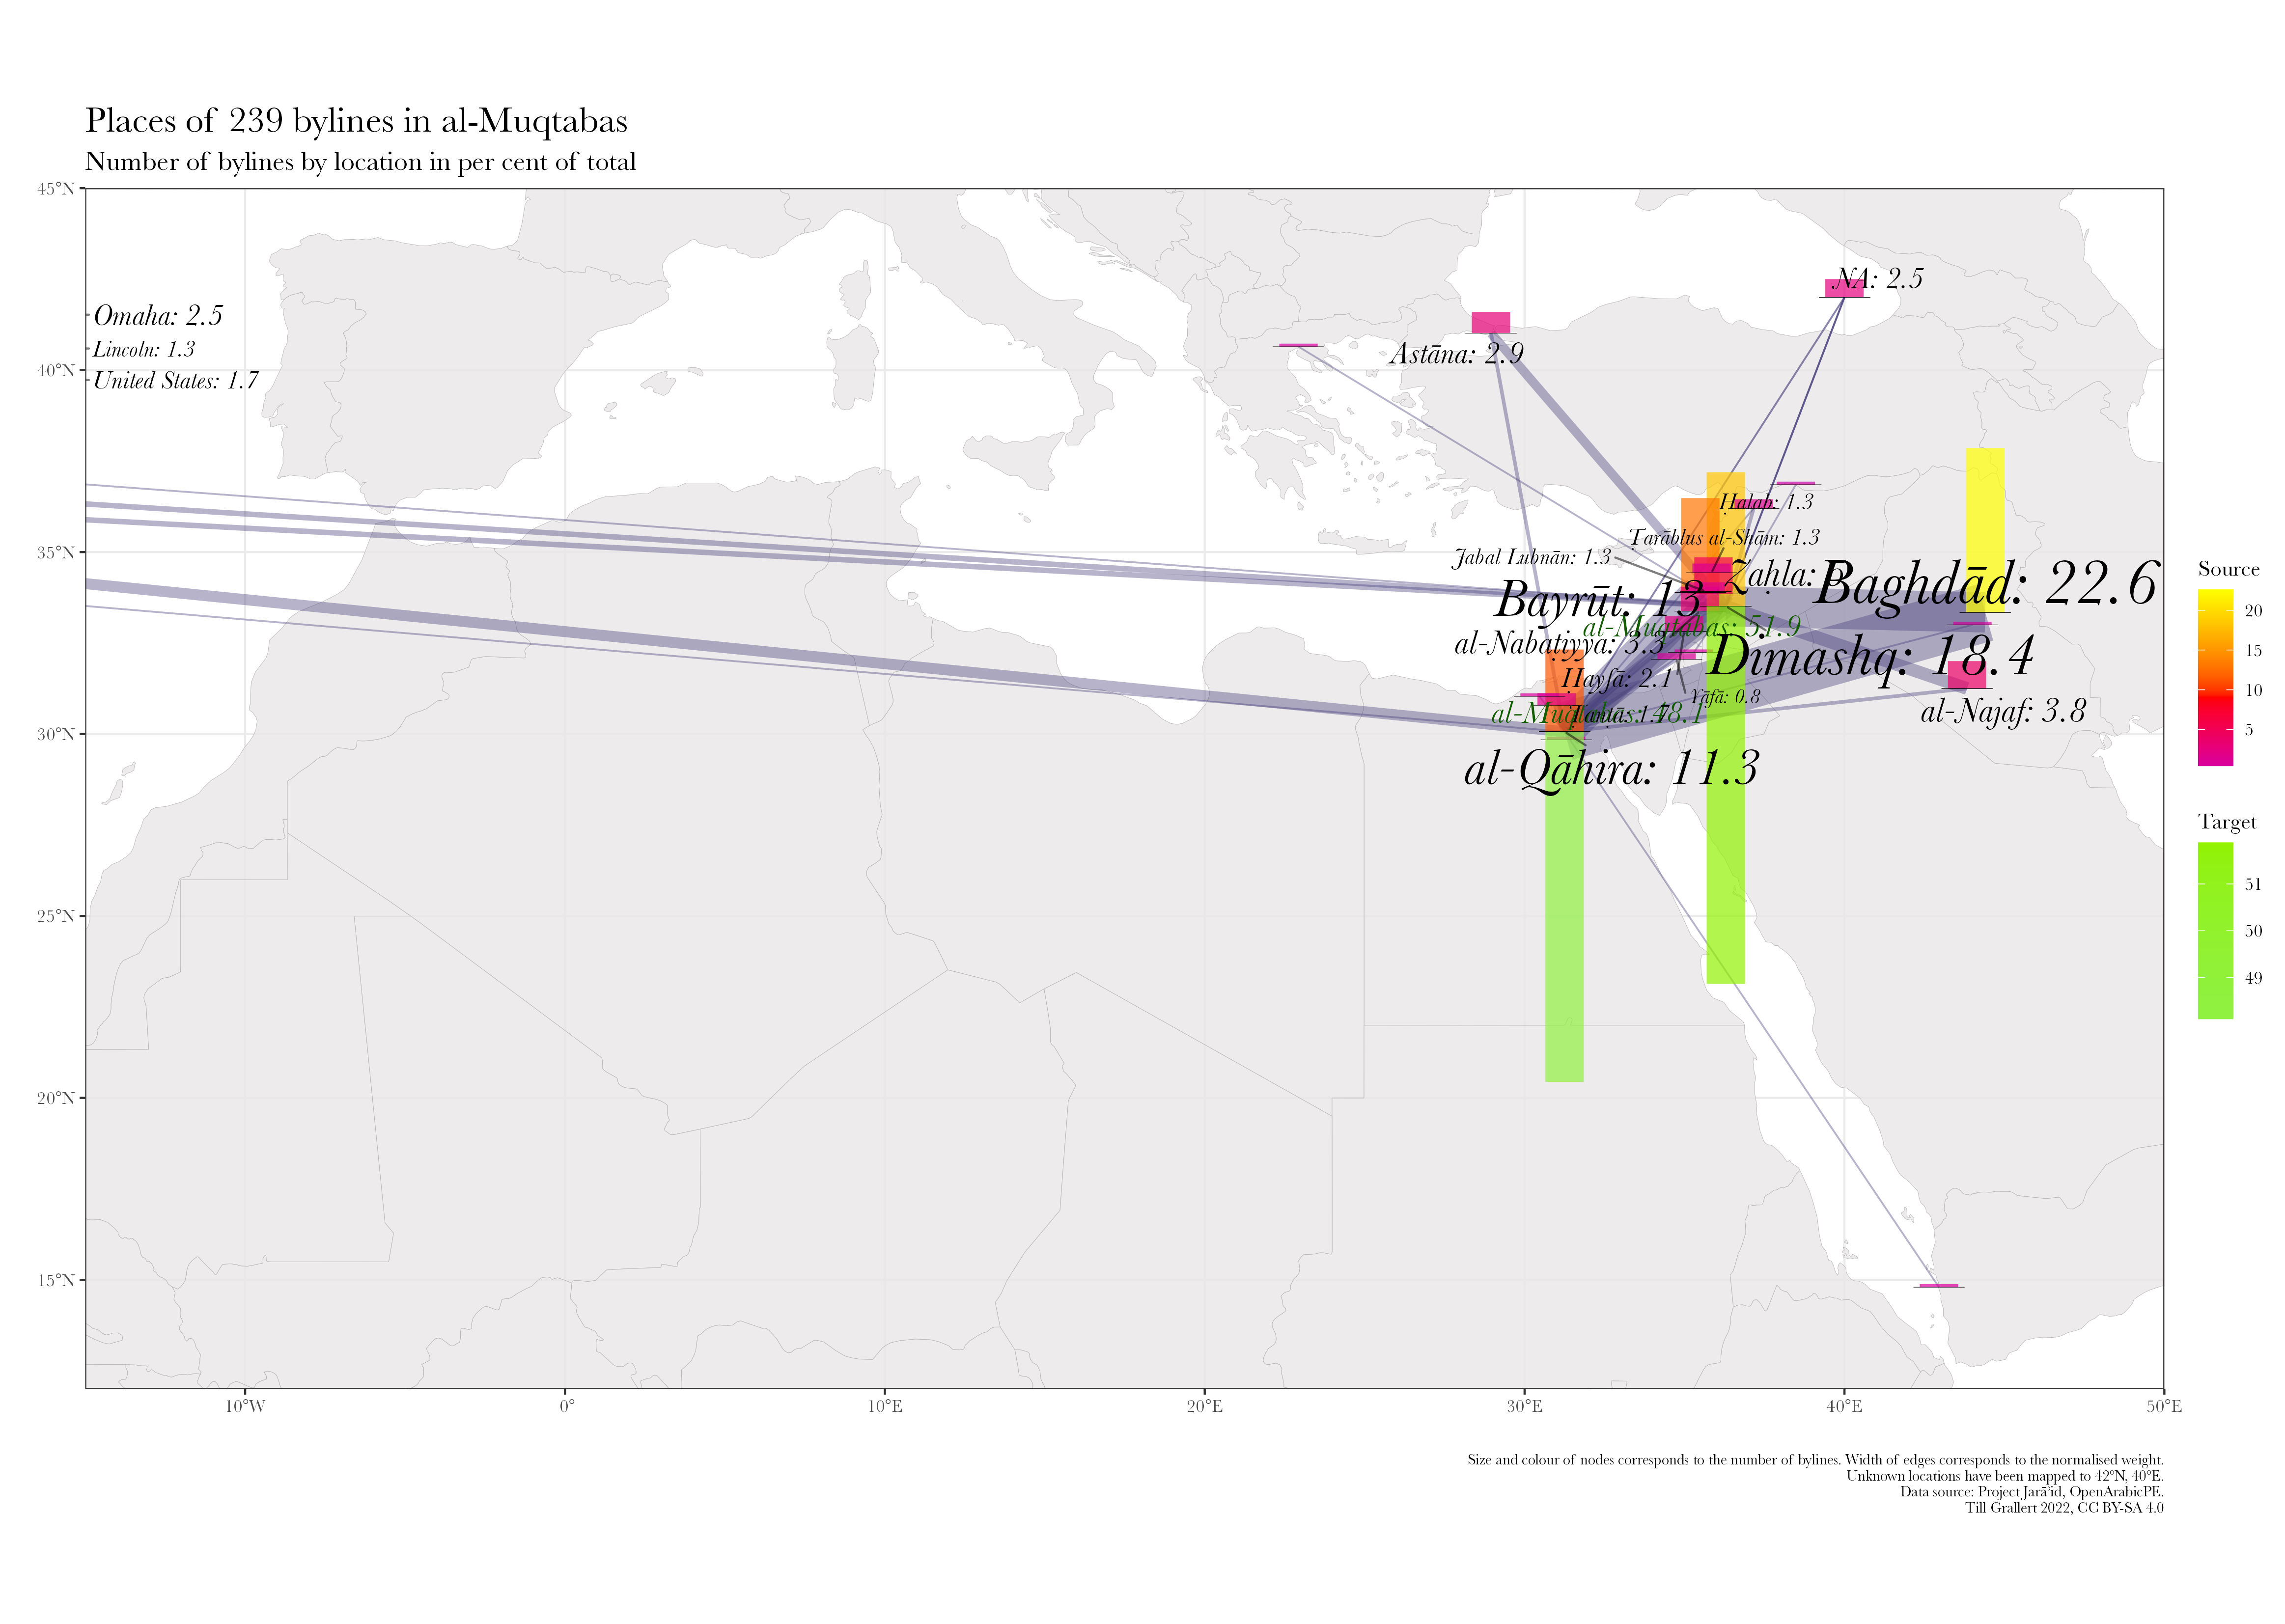 Places of 239 bylines in al-Muqtabas
Number of bylines by location in per cent of total
45°N
40°N
35°N
30°N
25°N
20°N
15°N
10°W
0°
10°E
20°E
30°E
40°E
50°E
Omaha: 2.5
Lincoln: 1.3
United States: 1.7
NA: 2.5
Astāna: 2.9
Ḥalab: 1.3
Ṭarāblus al-Shām: 1.3
Jabal Lubnān: 1.3
Zaḥla:
Baghdād: 22.6
Bayrūt: 13
al-Muqtabas: 51.9
al-Nabaṭiyya: 3.3
Dimashq: 18.4
Ḥayfā: 2.1
Yāfā: 0.8
al-Muqtabas: 48.1
Ṭanṭā: 1.7
al-Najaf: 3.8
al-Qāhira: 11.3
Source
20
15
10
5
Target
51
50
49
Size and colour of nodes corresponds to the number of bylines. Width of edges corresponds to the normalised weight.
Unknown locations have been mapped to 42°N, 40°E.
Data source: Project Jarāʾid, OpenArabicPE.
Till Grallert 2022, CC BY-SA 4.0